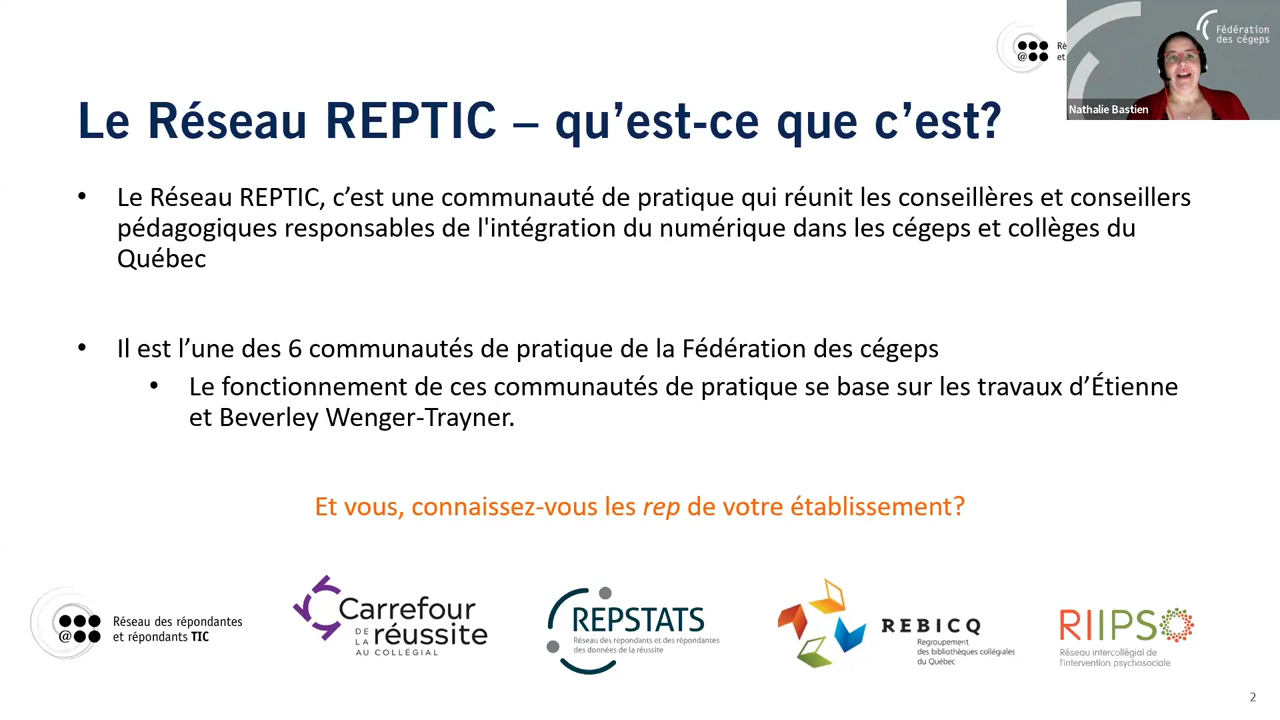 Ré
et
Fédération
des cégeps
Nathalie Bastien
Le Réseau REPTIC – qu’est-ce que c’est?
• Le Réseau REPTIC, c’est une communauté de pratique qui réunit les conseillères et conseillers
pédagogiques responsables de l'intégration du numérique dans les cégeps et collèges du
Québec
• Il est l’une des 6 communautés de pratique de la Fédération des cégeps
• Le fonctionnement de ces communautés de pratique se base sur les travaux d’Étienne
et Beverley Wenger-Trayner.
Et vous, connaissez-vous les rep de votre établissement?
@
Réseau des répondantes
et répondants TIC
Carrefour
DE LA réussite
AU COLLÉGIAL
REPSTATS
Réseau des répondants et des répondantes
des données de la réussite
REBICQ
Regroupement
des bibliothèques collégiales
du Québec
RIIPSO
Réseau intercollégial de
l'intervention psychosociale
2